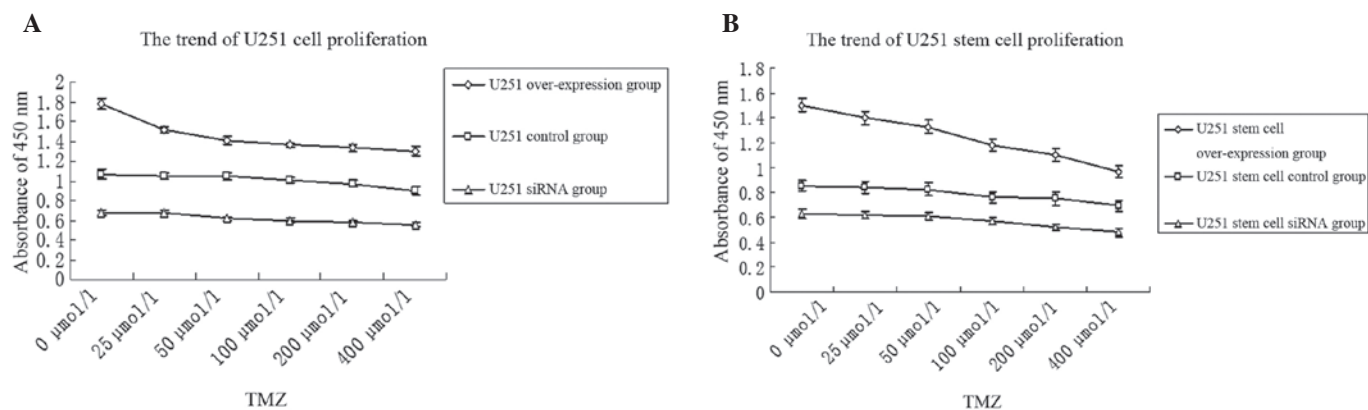 A
The trend of U251 cell proliferation
Absorbance of 450 nm
2
1.8
1.6
1.4
1.2
1
0.8
0.6
0.4
0.2
0
0 μmol/l
25 μmol/l
50 μmol/l
100 μmol/l
200 μmol/l
400 μmol/l
TMZ
U251 over-expression group
U251 control group
U251 siRNA group
B
The trend of U251 stem cell proliferation
Absorbance of 450 nm
1.8
1.6
1.4
1.2
1
0.8
0.6
0.4
0.2
0
0 μmol/l
25 μmol/l
50 μmol/l
100 μmol/l
200 μmol/l
400 μmol/l
TMZ
U251 stem cell
over-expression group
U251 stem cell control group
U251 stem cell siRNA group